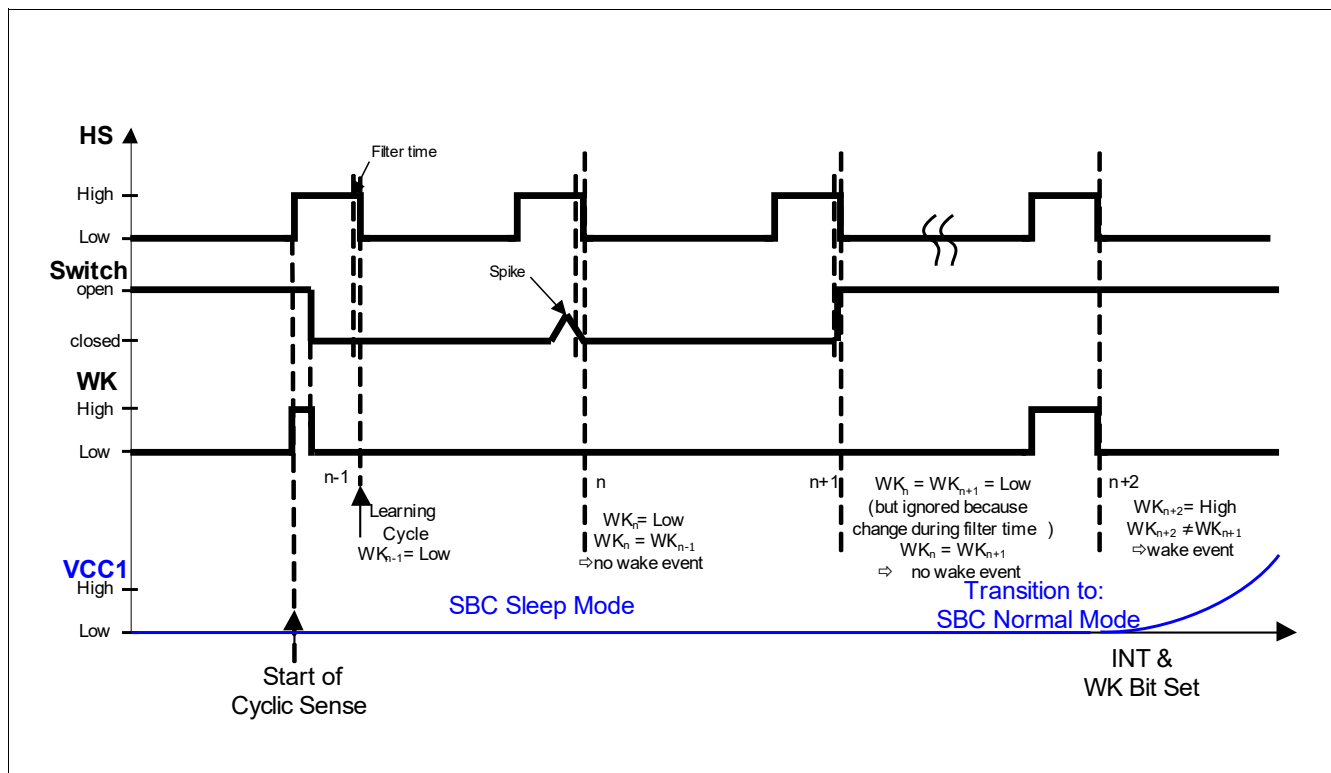 HS
Filter time
High
Low
Switch
open
Spike
closed
WK
High
Low
n-1
n
n+1
n+2
Learning
Cycle
WKn-1= Low
WKn= Low
WKn = WKn-1
⇨no wake event
WKn = WKn+1 = Low
(but ignored because
change during filter time )
WKn = WKn+1
⇨ no wake event
WKn+2= High
WKn+2 ≠WKn+1
⇨wake event
VCC1
High
Low
SBC Sleep Mode
Transition to:
SBC Normal Mode
Start of
Cyclic Sense
INT &
WK Bit Set